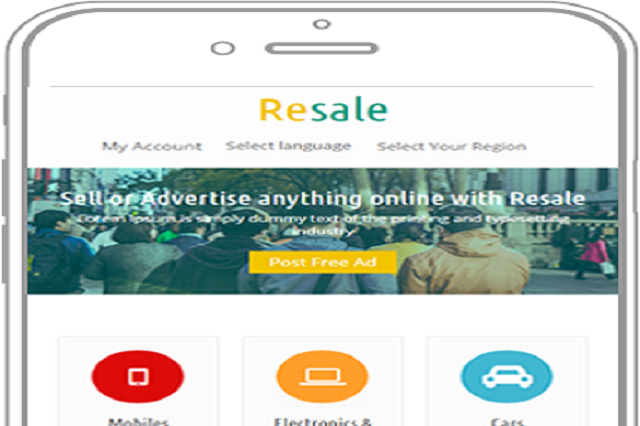 Resale
My Account Select language Select Your Region
Sell or Advertise anything online with Resale
Lorem Ipsum is simply dummy text of the printing and typesetting
industry
Post Free Ad
Mobiles Electronics & Cars